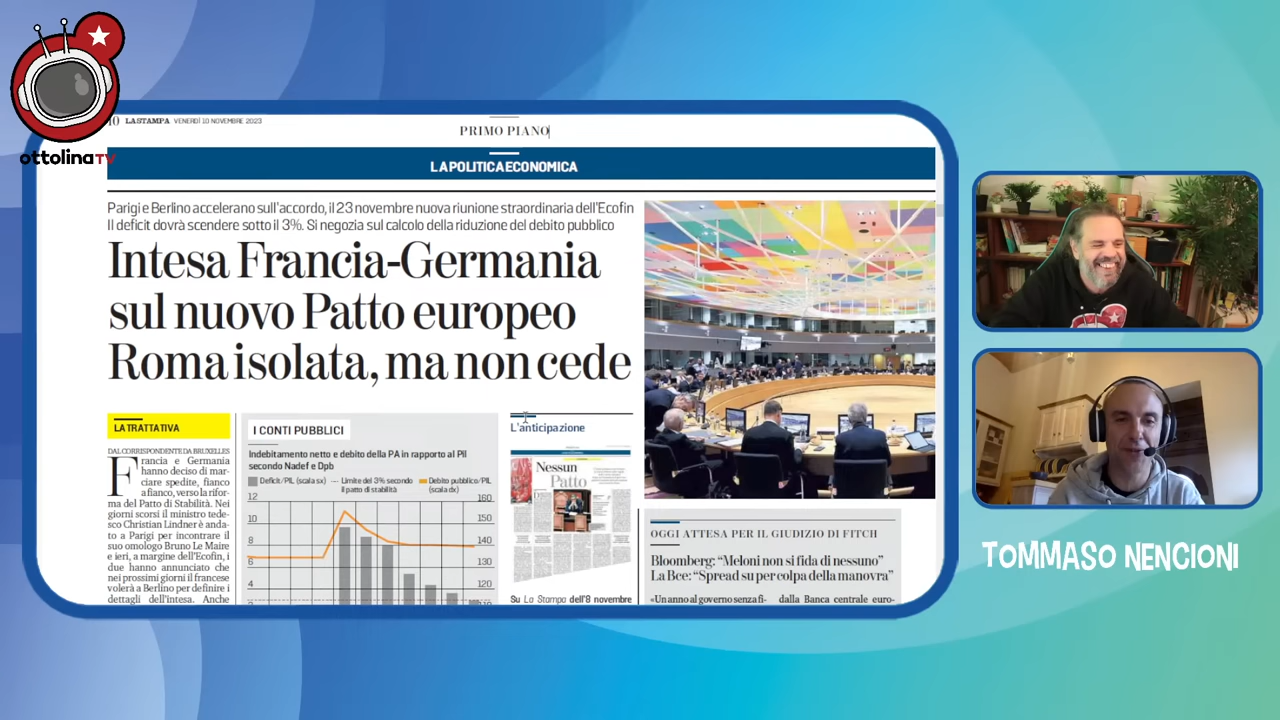 ottolinaTV
LA STAMPA VENERDÌ 10 NOVEMBRE 2023
PRIMO PIANO
LA POLITICA ECONOMICA
Parigi e Berlino accelerano sull'accordo, il 23 novembre nuova riunione straordinaria dell'Ecofin
Il deficit dovrà scendere sotto il 3%. Si negozia sul calcolo della riduzione del debito pubblico
Intesa Francia-Germania
sul nuovo Patto europeo
Roma isolata, ma non cede
LA TRATTATIVA
DAL CORRISPONDENTE DA BRUXELLES
Francia e Germania
hanno deciso di mar-
ciare spedite, fianco
a fianco, verso la rifor-
ma del Patto di Stabilità. Nei
giorni scorsi il ministro tede-
sco Christian Lindner è anda-
to a Parigi per incontrare il
suo omologo Bruno Le Maire
e ieri, a margine dell'Ecofin, i
due hanno annunciato che
nei prossimi giorni il francese
volerà a Berlino per definire i
dettagli dell'intesa. Anche
I CONTI PUBBLICI
Indebitamento netto e debito della PA in rapporto al Pil
secondo Nadef e Dpb
Deficit/PIL (scala sx)
Limite del 3% secondo
il patto di stabilità
Debito pubblico/PIL
(scala dx)
12
10
8
6
4
160
150
140
130
120
L'anticipazione
Nessun
Patto
Su La Stampa dell'8 novembre
OGGI ATTESA PER IL GIUDIZIO DI FITCH
Bloomberg: "Meloni non si fida di nessuno"
La Bce: "Spread su per colpa della manovra"
«Un anno al governo senza fi-
dalla Banca centrale euro-
TOMMASO NENCIONI